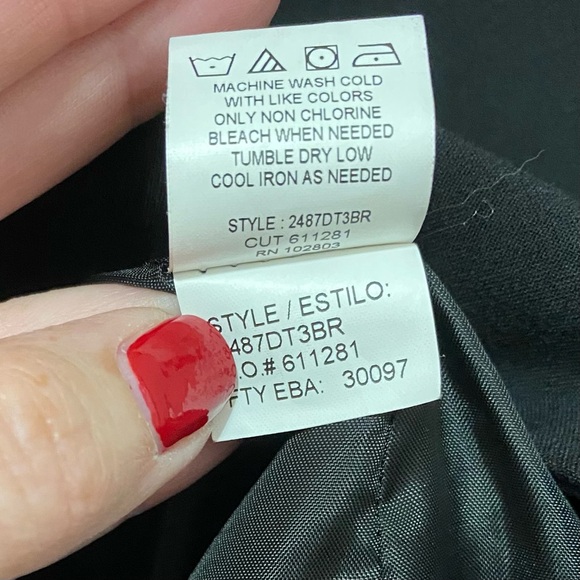 MACHINE WASH COLD
WITH LIKE COLORS
ONLY NON CHLORINE
BLEACH WHEN NEEDED
TUMBLE DRY LOW
COOL IRON AS NEEDED
STYLE : 2487DT3BR
CUT 611281
RN 102803
STYLE / ESTILO:
487DT3BR
.O.# 611281
TY EBA: 30097